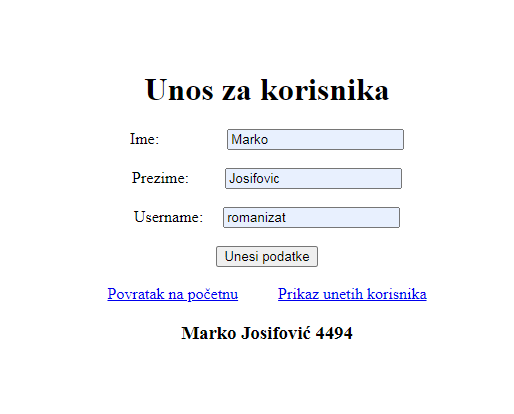 Unos za korisnika
Ime: Marko
Prezime: Josifovic
Username: romanizat
Unesi podatke
Povratak na početnu Prikaz unetih korisnika
Marko Josifović 4494